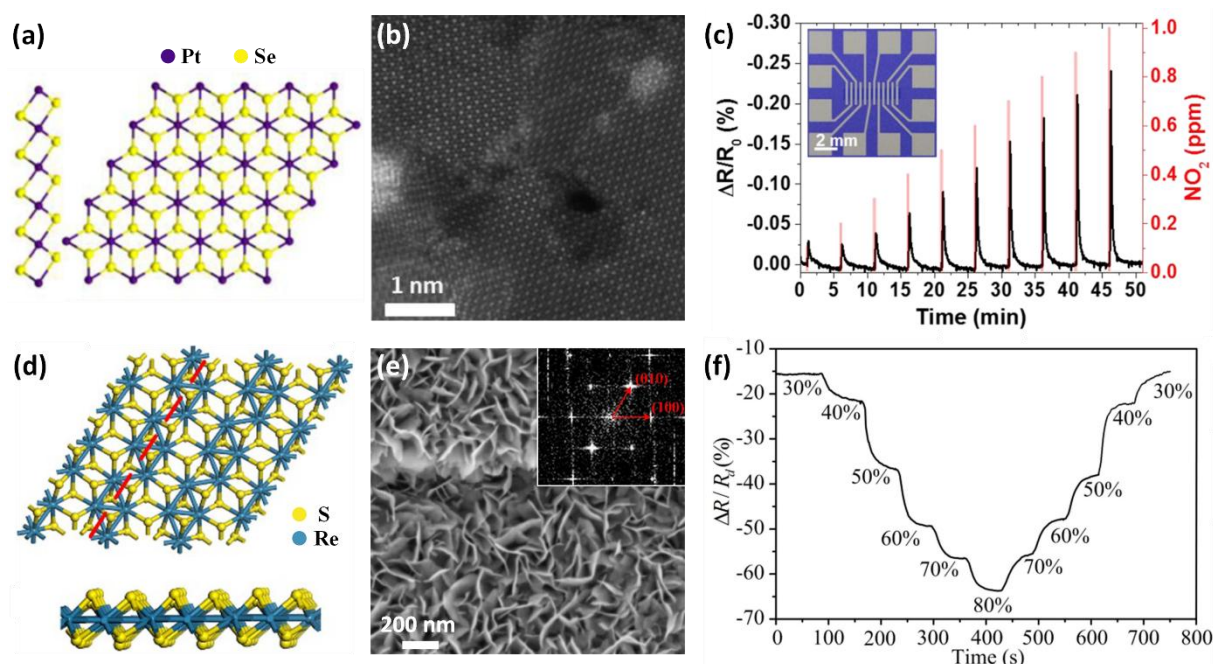 (a)
Pt
Se
(b)
1 nm
(c)
-0.30
-0.25
-0.20
-0.15
-0.10
-0.05
0.00
ΔR/R0 (%)
2 mm
1.0
0.8
0.6
0.4
0.2
0.0
NO2 (ppm)
0 5 10 15 20 25 30 35 40 45 50
Time (min)
(d)
S
Re
(e)
(010)
(100)
200 nm
(f)
-10
-20
-30
-40
-50
-60
-70
ΔR / Rd (%)
30%
40%
50%
60%
70%
80%
70%
60%
50%
40%
30%
0 100 200 300 400 500 600 700 800
Time (s)